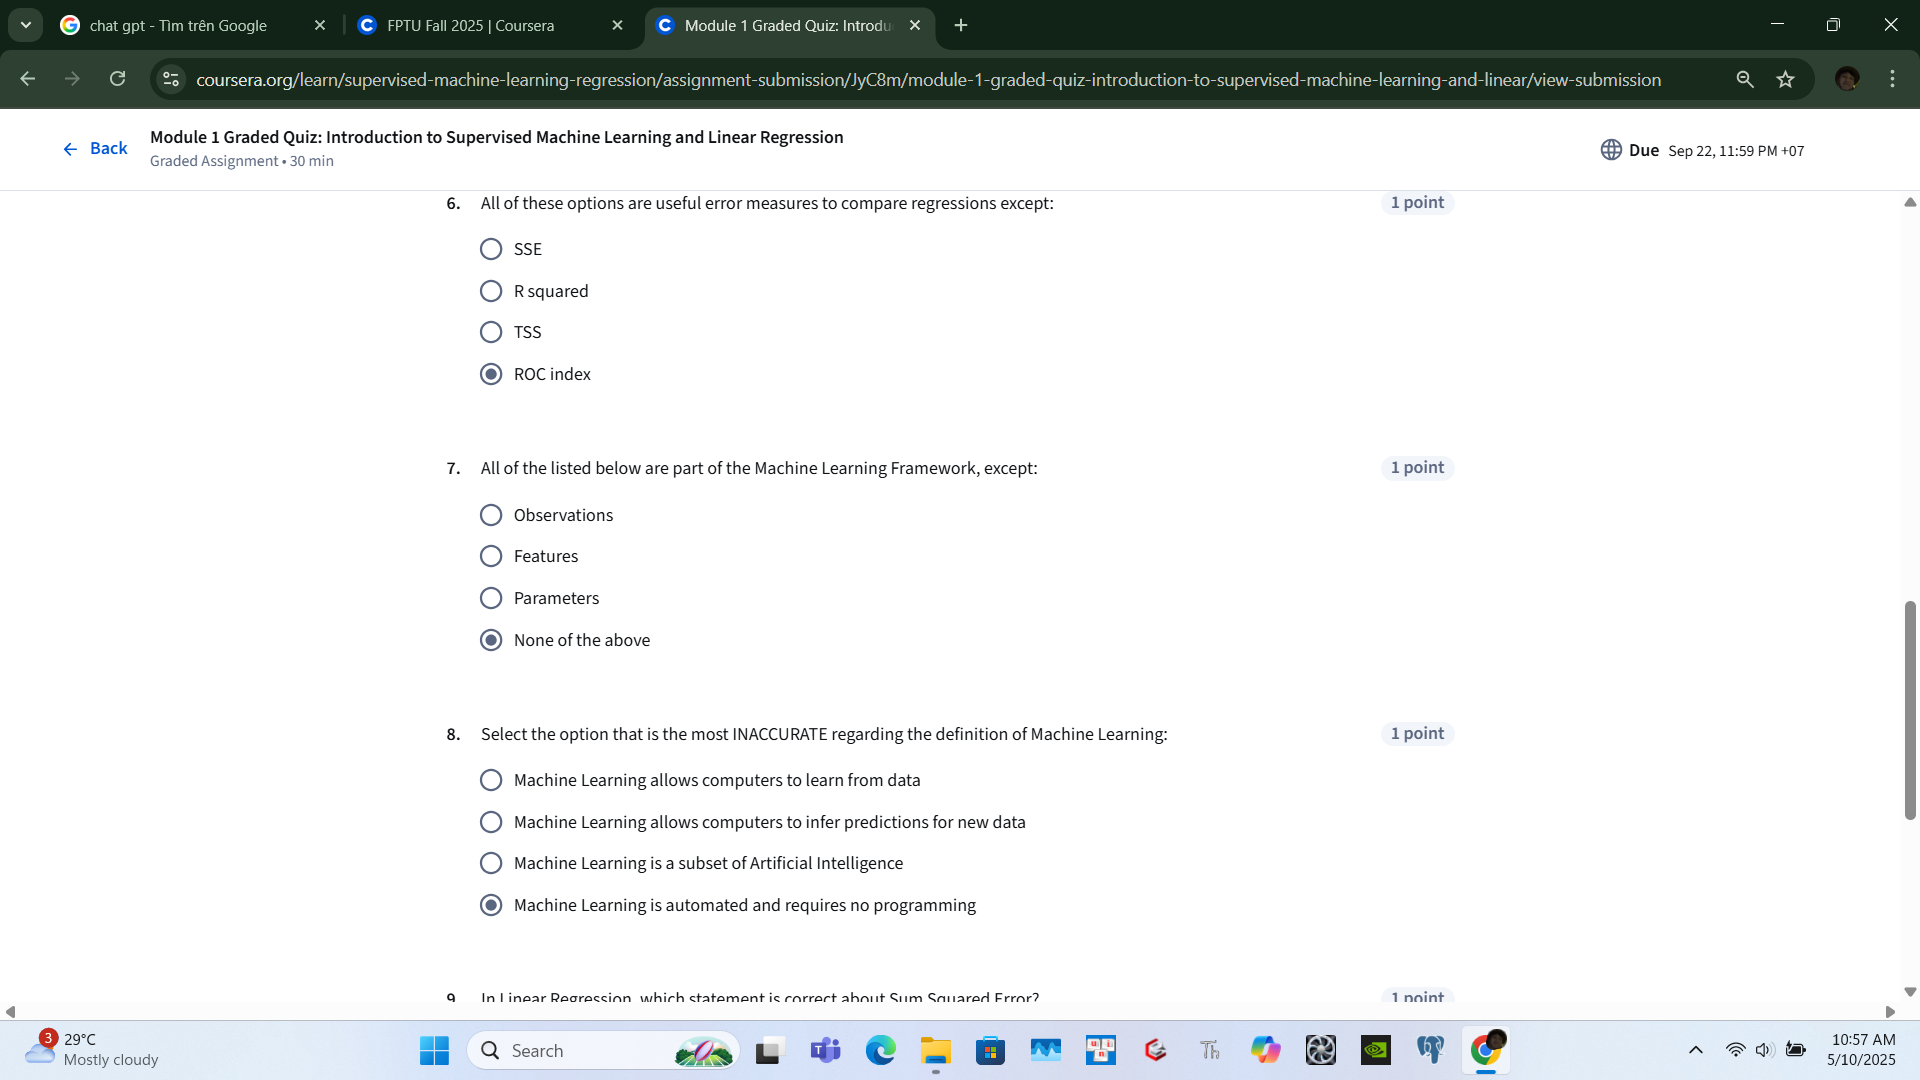 chat gpt - Tìm trên Google
FPTU Fall 2025 | Coursera
Module 1 Graded Quiz: Introdu
coursera.org/learn/supervised-machine-learning-regression/assignment-submission/JyC8m/module-1-graded-quiz-introduction-to-supervised-machine-learning-and-linear/view-submission
Back
Module 1 Graded Quiz: Introduction to Supervised Machine Learning and Linear Regression
Graded Assignment • 30 min
Due Sep 22, 11:59 PM +07
6. All of these options are useful error measures to compare regressions except:
1 point
SSE
R squared
TSS
ROC index
7. All of the listed below are part of the Machine Learning Framework, except:
1 point
Observations
Features
Parameters
None of the above
8. Select the option that is the most INACCURATE regarding the definition of Machine Learning:
1 point
Machine Learning allows computers to learn from data
Machine Learning allows computers to infer predictions for new data
Machine Learning is a subset of Artificial Intelligence
Machine Learning is automated and requires no programming
9. In Linear Regression, which statement is correct about Sum Squared Error?
1 point
3
29°C
Mostly cloudy
Search
Th
10:57 AM
5/10/2025